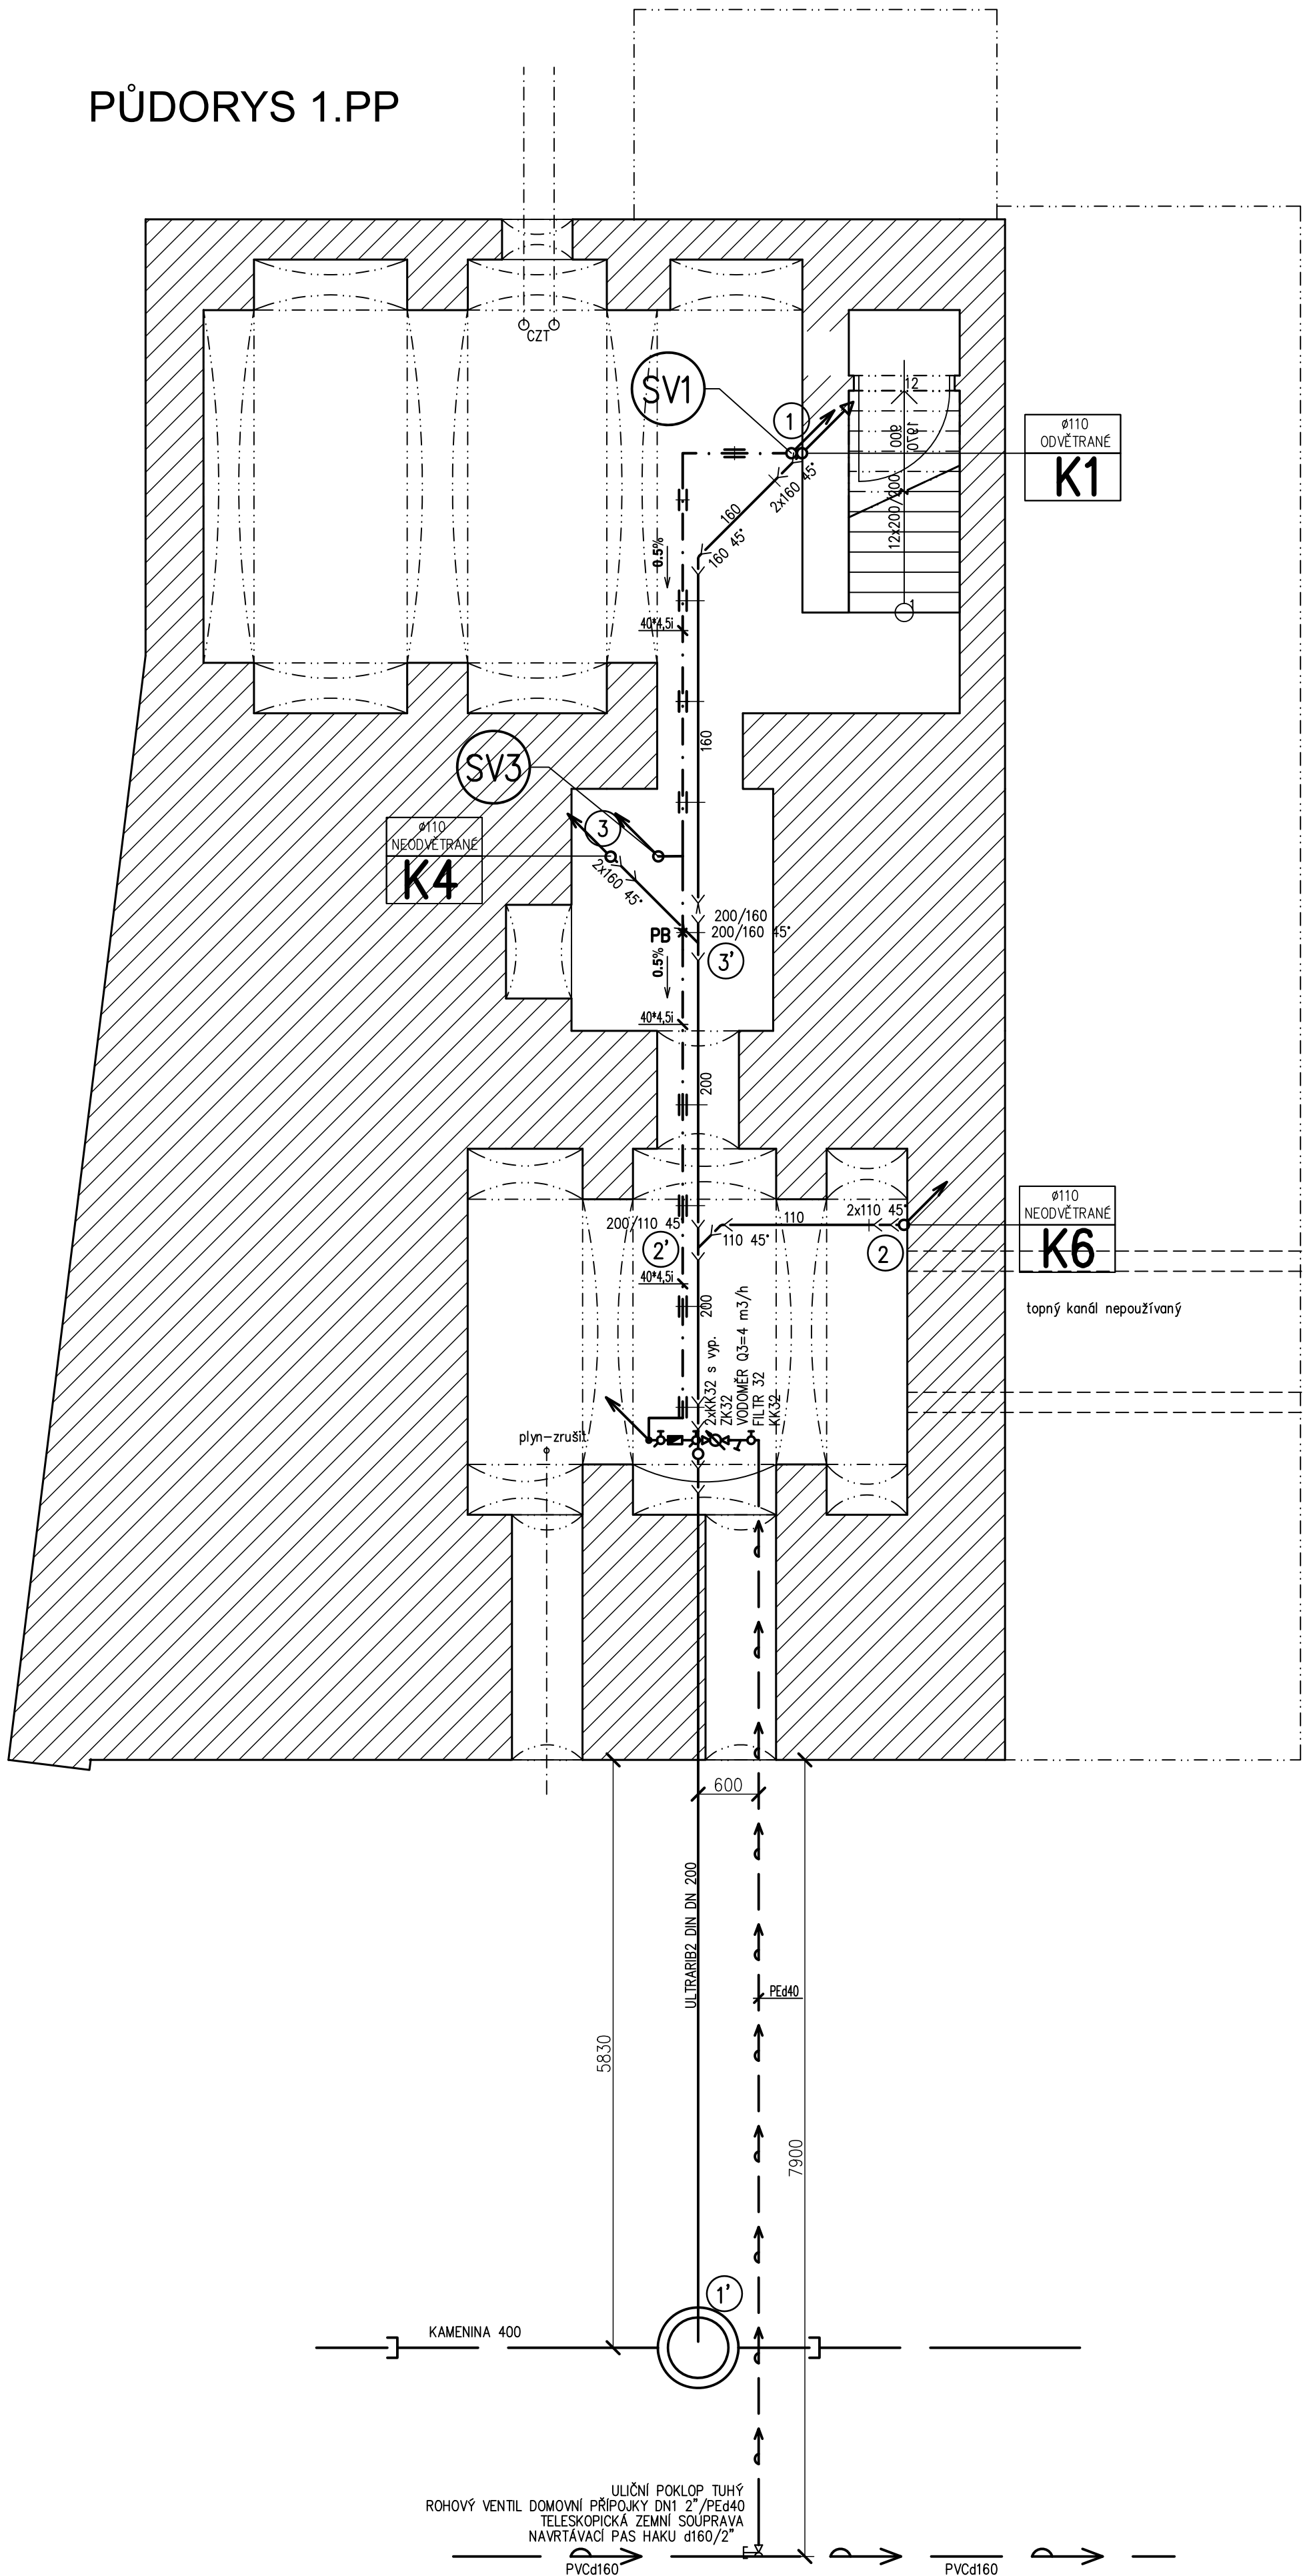 PŮDORYS 1.PP
CZT
SV1
1
12
900
1970
ø110
ODVĚTRANÉ
K1
2x160 45°
160
160 45°
12x200/300
0.5%
1
40*4,5i
160
SV3
3
ø110
NEODVĚTRANÉ
K4
2x160 45°
200/160
PB
200/160 45°
3'
0.5%
40*4,5i
200
ø110
NEODVĚTRANÉ
K6
2x110 45°
110
200/110 45°
110 45°
2'
2
40*4,5i
200
topný kanál nepoužívaný
2xKK32 s vyp.
ZK32
VODOMĚR Q3=4 m3/h
FILTR 32
KK32
plyn-zrušit
600
ULTRARIB2 DIN DN 200
PEd40
5830
7900
1'
KAMENINA 400
ULIČNÍ POKLOP TUHÝ
ROHOVÝ VENTIL DOMOVNÍ PŘÍPOJKY DN1 2"/PEd40
TELESKOPICKÁ ZEMNÍ SOUPRAVA
NAVRTÁVACÍ PAS HAKU d160/2"
PVCd160
PVCd160